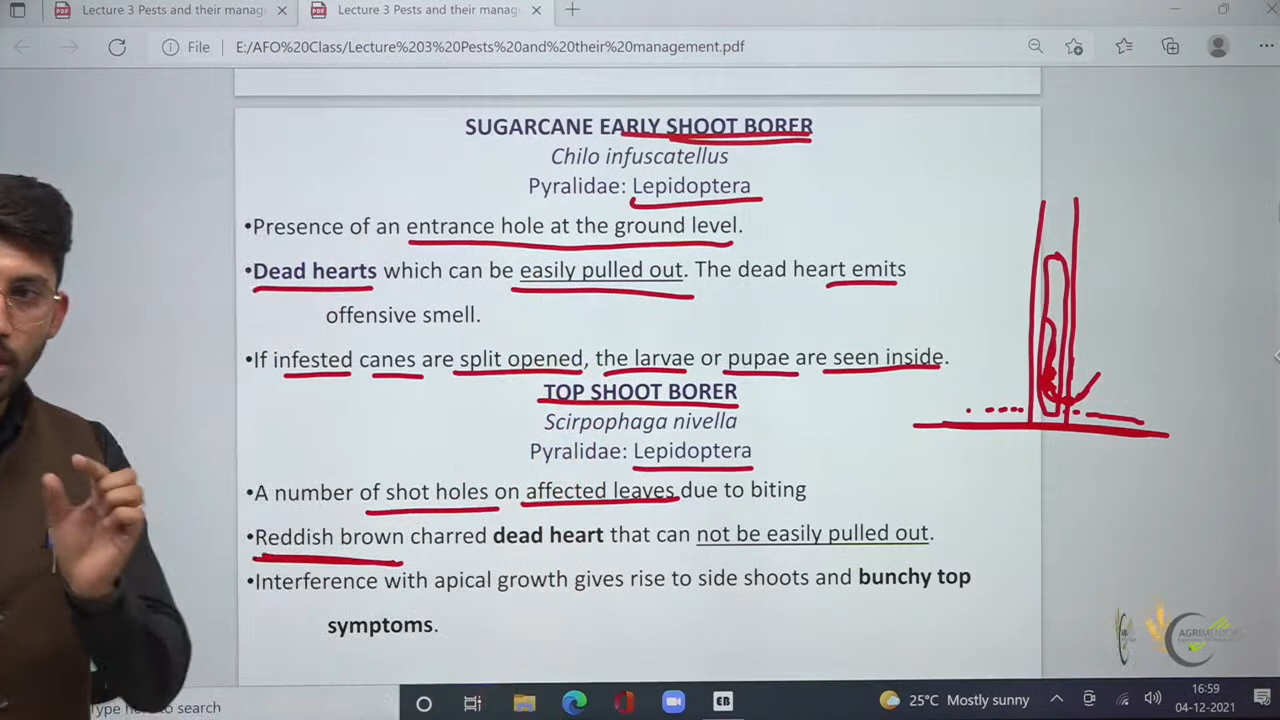 Lecture 3 Pests and their manag
Lecture 3 Pests and their manag
File
E:/AFO%20Class/Lecture%203%20Pests%20and%20their%20management.pdf
SUGARCANE EARLY SHOOT BORER
Chilo infuscatellus
Pyralidae: Lepidoptera
•Presence of an entrance hole at the ground level.
•Dead hearts which can be easily pulled out. The dead heart emits
offensive smell.
•If infested canes are split opened, the larvae or pupae are seen inside.
TOP SHOOT BORER
Scirpophaga nivella
Pyralidae: Lepidoptera
•A number of shot holes on affected leaves due to biting
•Reddish brown charred dead heart that can not be easily pulled out.
•Interference with apical growth gives rise to side shoots and bunchy top
symptoms.
to search
EB
25°C Mostly sunny
16:59
04-12-2021